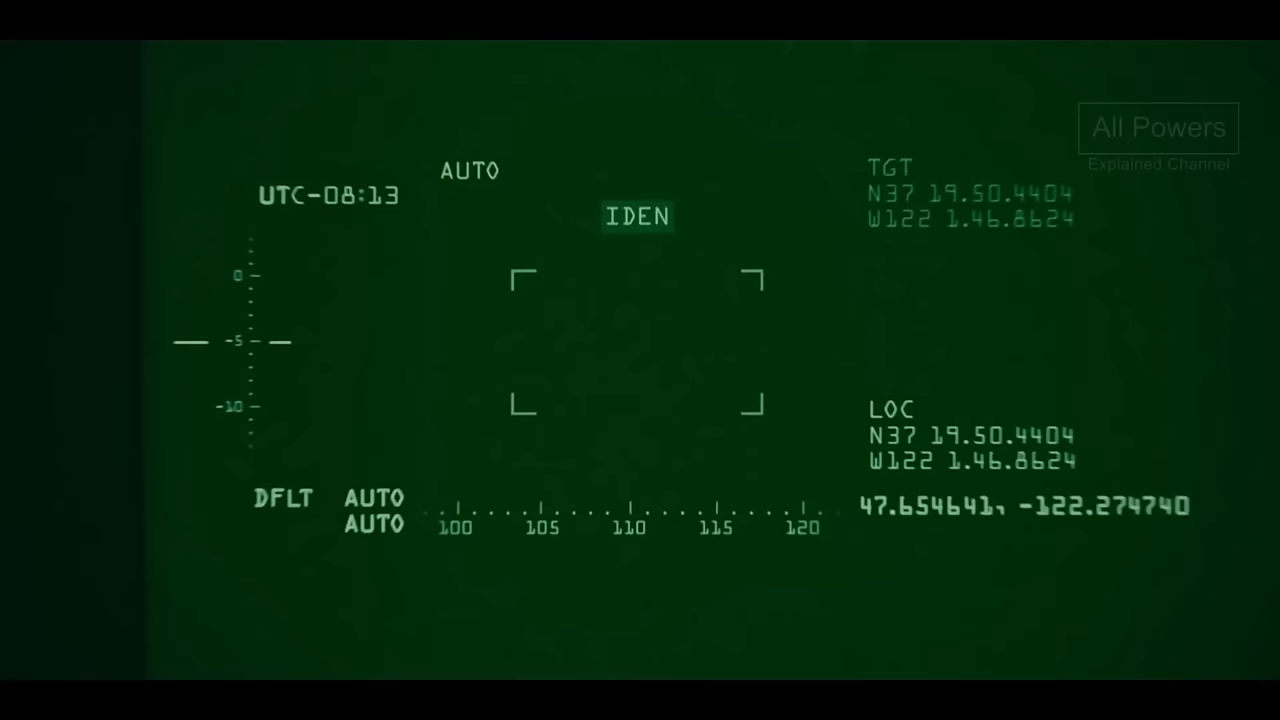 All Powers
Explained Channel
AUTO
UTC-08:13
IDEN
TGT
N37 19.50.4404
W122 1.46.8624
0
-5
-10
LOC
N37 19.50.4404
W122 1.46.8624
DFLT AUTO
AUTO
47.654641, -122.274740
100 105 110 115 120